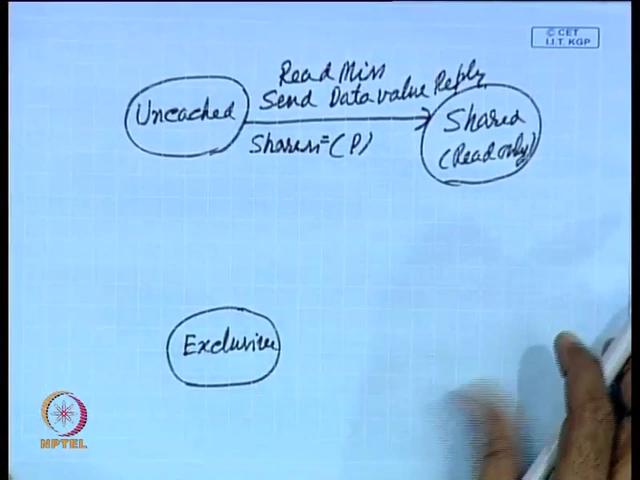 © CET
I.I.T. KGP
Read Miss
Send Data value Reply
Uncached
Shared
(Read only)
Sharers=(P)
Exclusive
NPTEL